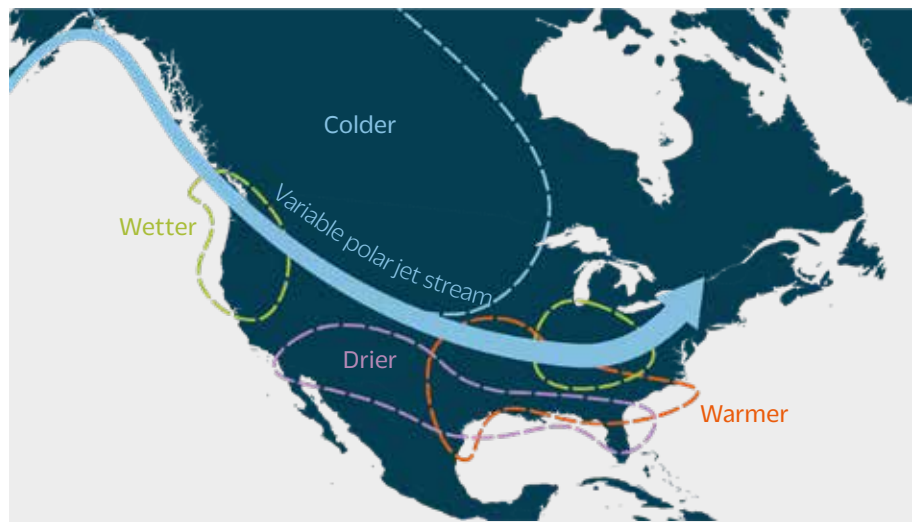 Colder
Variable polar jet stream
Wetter
Drier
Warmer